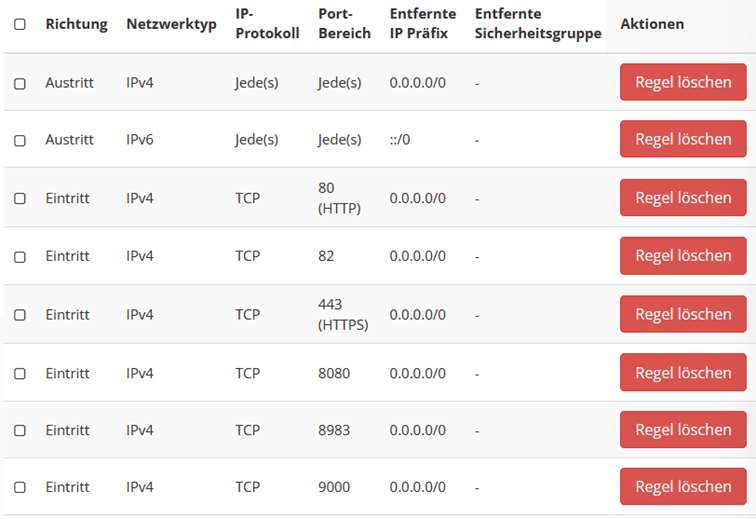 Richtung Netzwerktyp IP-Protokoll Port-Bereich Entfernte IP Präfix Entfernte Sicherheitsgruppe Aktionen
Austritt IPv4 Jede(s) Jede(s) 0.0.0.0/0 - Regel löschen
Austritt IPv6 Jede(s) Jede(s) ::/0 - Regel löschen
Eintritt IPv4 TCP 80 (HTTP) 0.0.0.0/0 - Regel löschen
Eintritt IPv4 TCP 82 0.0.0.0/0 - Regel löschen
Eintritt IPv4 TCP 443 (HTTPS) 0.0.0.0/0 - Regel löschen
Eintritt IPv4 TCP 8080 0.0.0.0/0 - Regel löschen
Eintritt IPv4 TCP 8983 0.0.0.0/0 - Regel löschen
Eintritt IPv4 TCP 9000 0.0.0.0/0 - Regel löschen